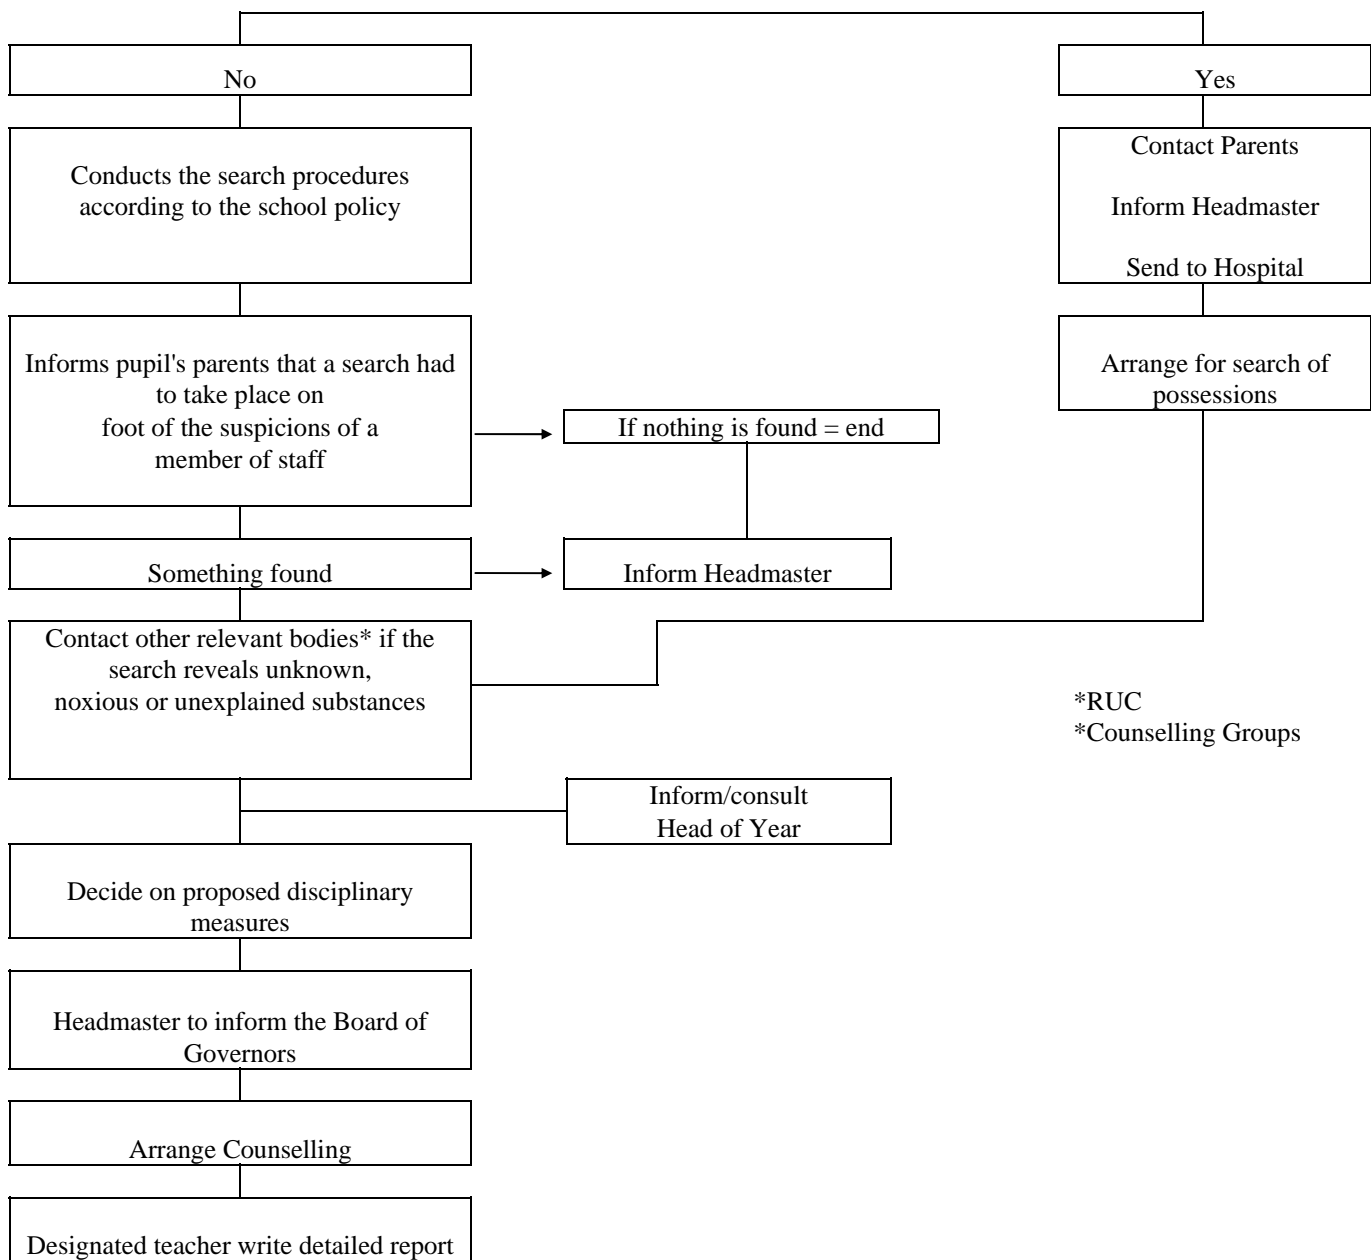 No
Yes
Conducts the search procedures
according to the school policy
Contact Parents
Inform Headmaster
Send to Hospital
Informs pupil's parents that a search had
to take place on
foot of the suspicions of a
member of staff
Arrange for search of
possessions
If nothing is found = end
Something found
Inform Headmaster
Contact other relevant bodies* if the
search reveals unknown,
noxious or unexplained substances
*RUC
*Counselling Groups
Inform/consult
Head of Year
Decide on proposed disciplinary
measures
Headmaster to inform the Board of
Governors
Arrange Counselling
Designated teacher write detailed report